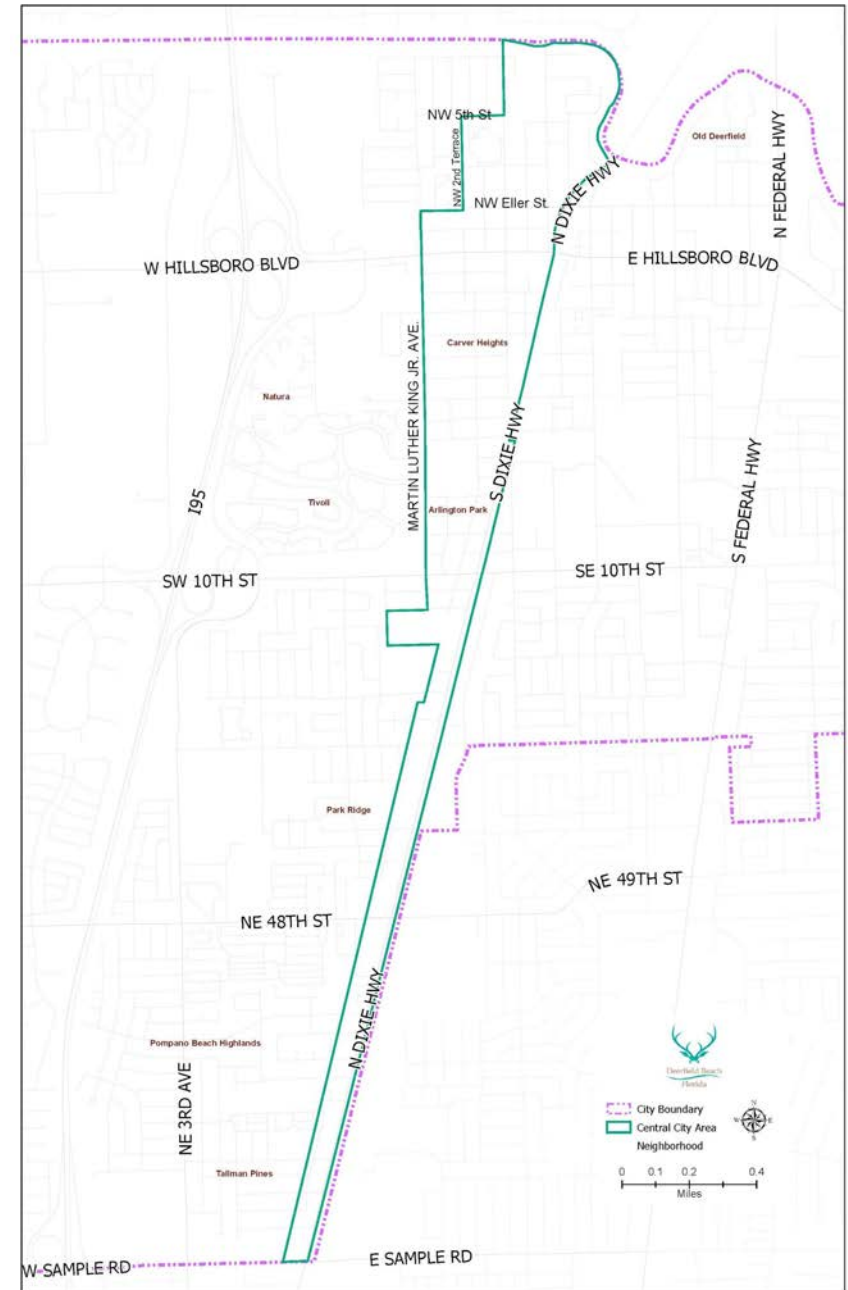 NW 5th St
NW 2nd Terrace
Old Deerfield
N FEDERAL HWY
NW Eller St.
N DIXIE HWY
W HILLSBORO BLVD
E HILLSBORO BLVD
MARTIN LUTHER KING JR. AVE.
Carver Heights
Natura
S DIXIE HWY
S FEDERAL HWY
I95
Tivoli
Arlington Park
SW 10TH ST
SE 10TH ST
Park Ridge
NE 49TH ST
NE 48TH ST
N DIXIE HWY
Pompano Beach Highlands
NE 3RD AVE
Tallman Pines
Deerfield Beach
Florida
City Boundary
Central City Area
Neighborhood
N
W
E
S
0 0.1 0.2 0.4
Miles
W SAMPLE RD
E SAMPLE RD